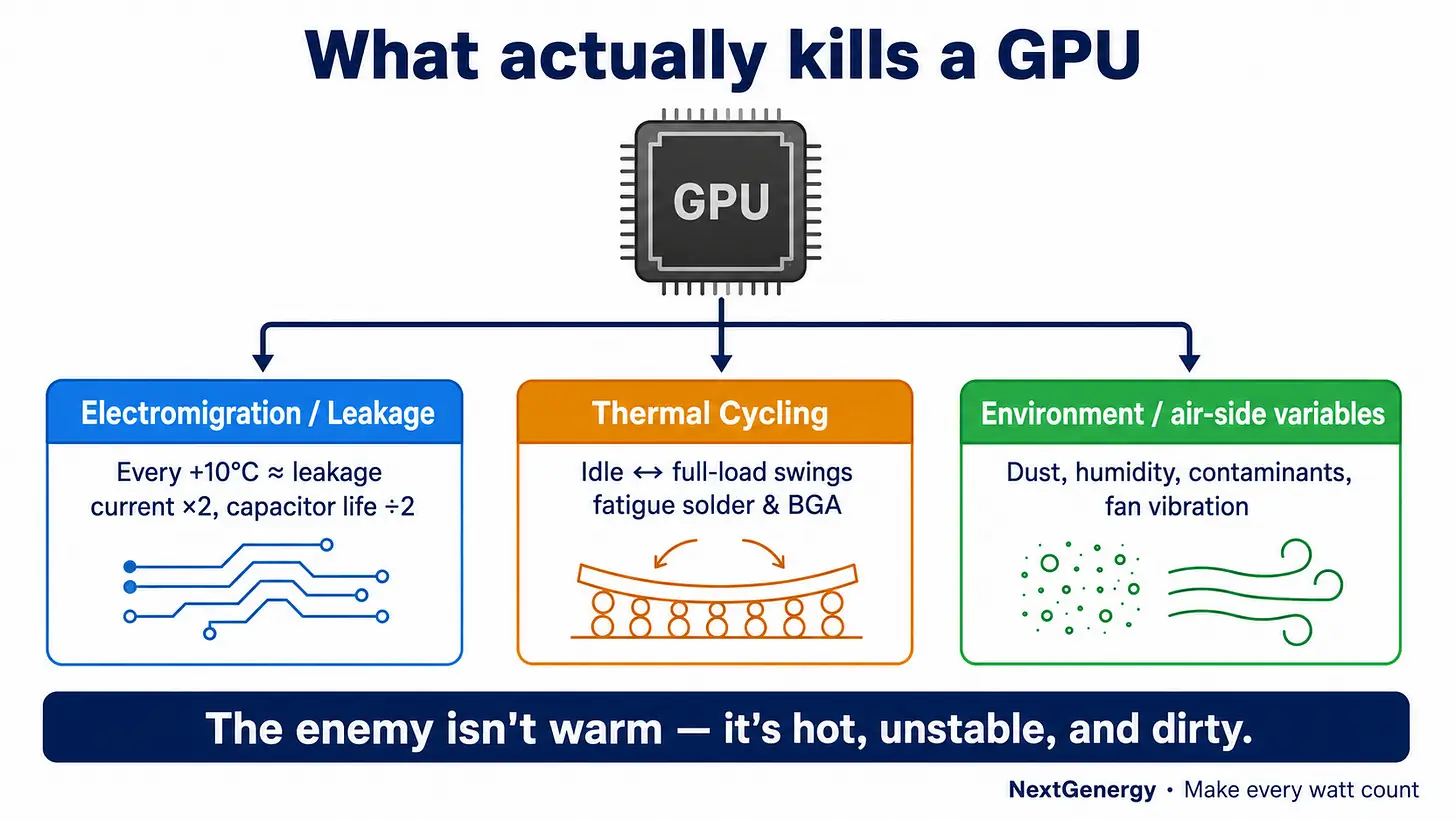 What actually kills a GPU
GPU
Electromigration / Leakage
Every +10°C ≈ leakage
current ×2, capacitor life ÷2
Thermal Cycling
Idle ↔ full-load swings
fatigue solder & BGA
Environment / air-side variables
Dust, humidity, contaminants,
fan vibration
The enemy isn't warm — it's hot, unstable, and dirty.
NextGenergy • Make every watt count